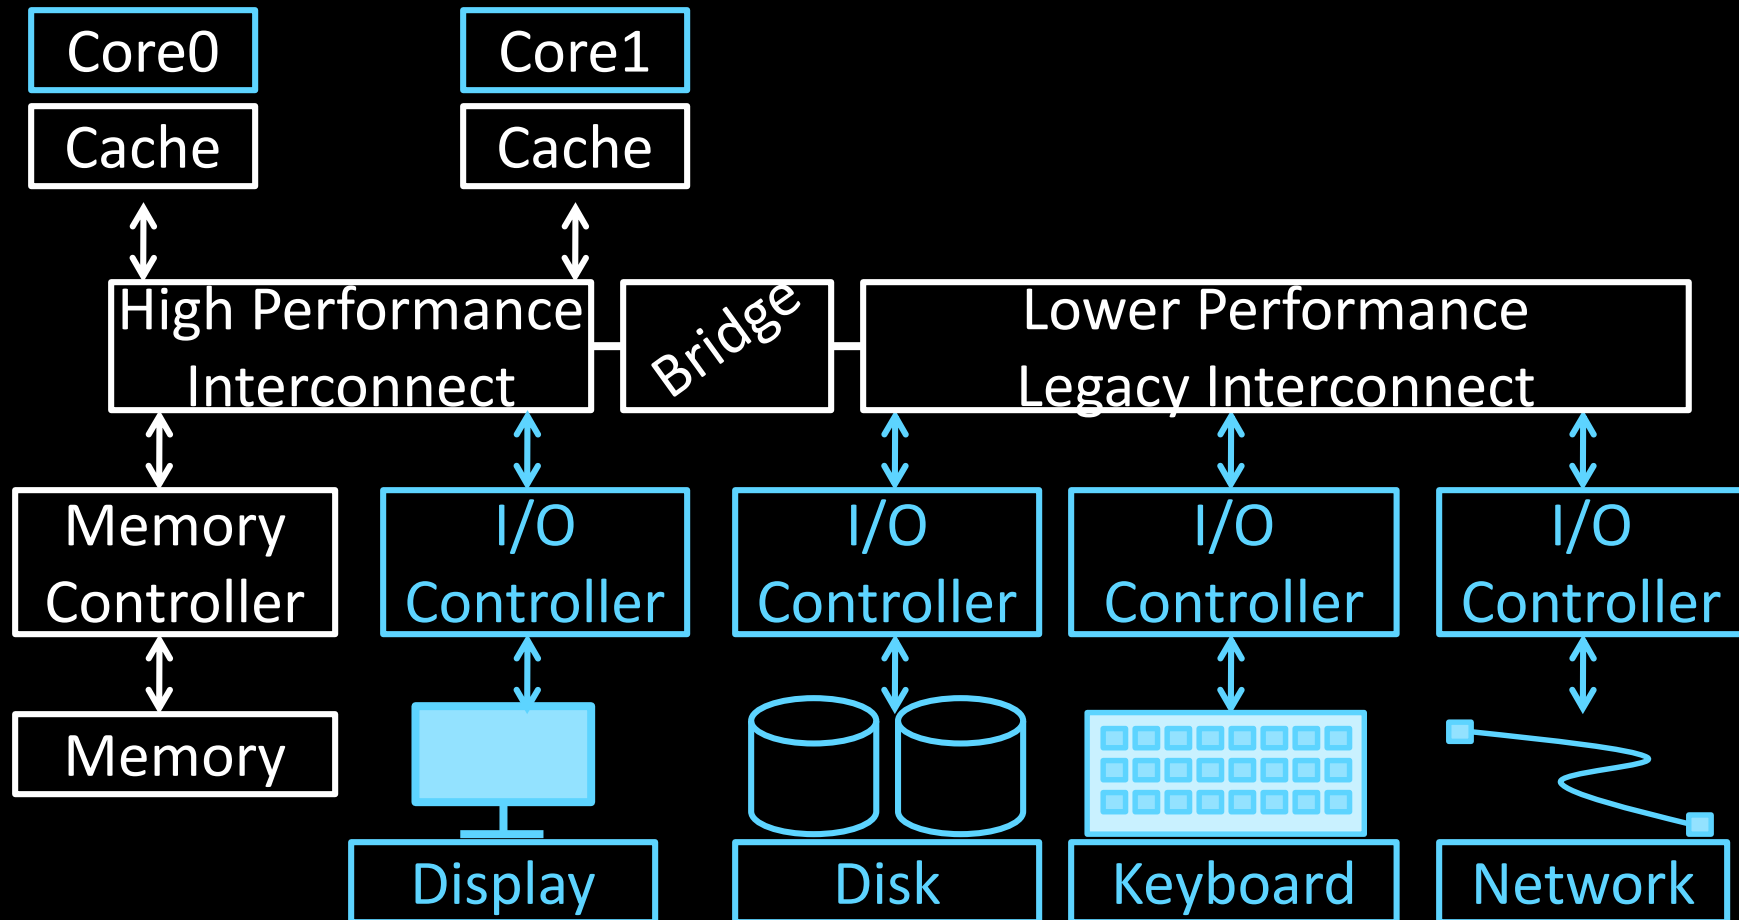 Core0
Core1
Cache
Cache
High Performance
Interconnect
Bridge
Lower Performance
Legacy Interconnect
Memory
Controller
I/O
Controller
I/O
Controller
I/O
Controller
I/O
Controller
Memory
Display
Disk
Keyboard
Network